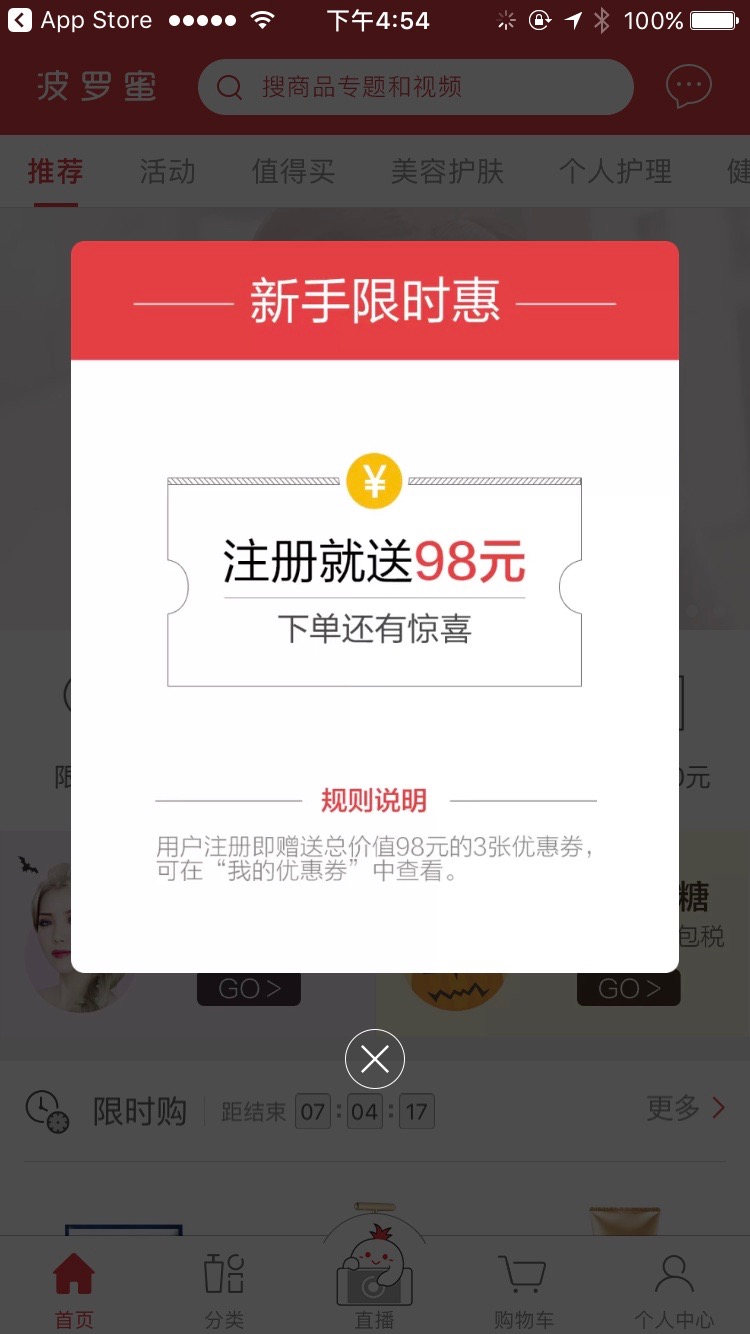 App Store
下午4:54
100%
波罗蜜
搜商品专题和视频
推荐
活动
值得买
美容护肤
个人护理
健
新手限时惠
¥
注册就送98元
下单还有惊喜
限
0元
规则说明
用户注册即赠送总价值98元的3张优惠券，
可在“我的优惠券”中查看。
糖
包税
GO >
GO >
限时购
距结束 07 : 04 : 17
更多
首页
分类
直播
购物车
个人中心